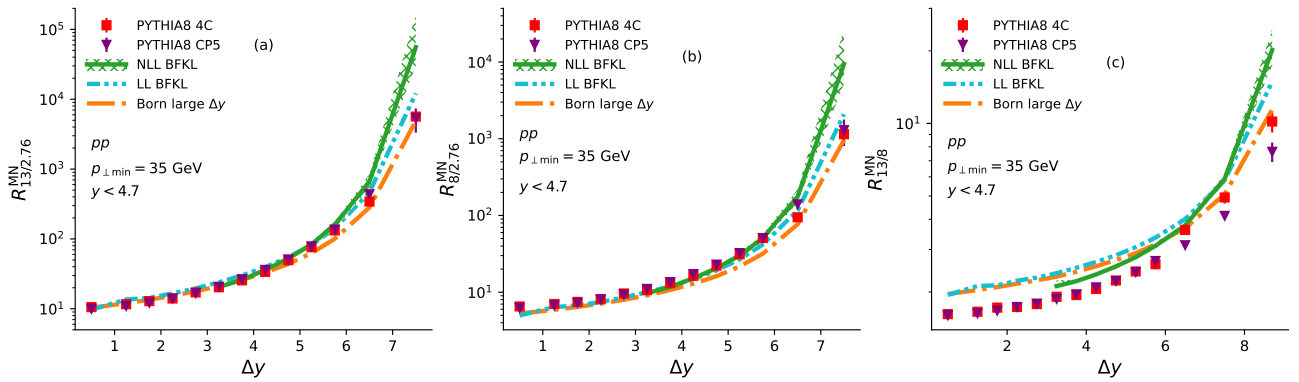 PYTHIA8 4C
PYTHIA8 CP5
NLL BFKL
LL BFKL
Born large Δy
(a)
pp
p⊥min = 35 GeV
y < 4.7
10^5
10^4
10^3
10^2
10^1
R^MN_13/2.76
1 2 3 4 5 6 7
Δy
PYTHIA8 4C
PYTHIA8 CP5
NLL BFKL
LL BFKL
Born large Δy
(b)
pp
p⊥min = 35 GeV
y < 4.7
10^4
10^3
10^2
10^1
R^MN_8/2.76
1 2 3 4 5 6 7
Δy
PYTHIA8 4C
PYTHIA8 CP5
NLL BFKL
LL BFKL
Born large Δy
(c)
pp
p⊥min = 35 GeV
y < 4.7
10^1
R^MN_13/8
2 4 6 8
Δy